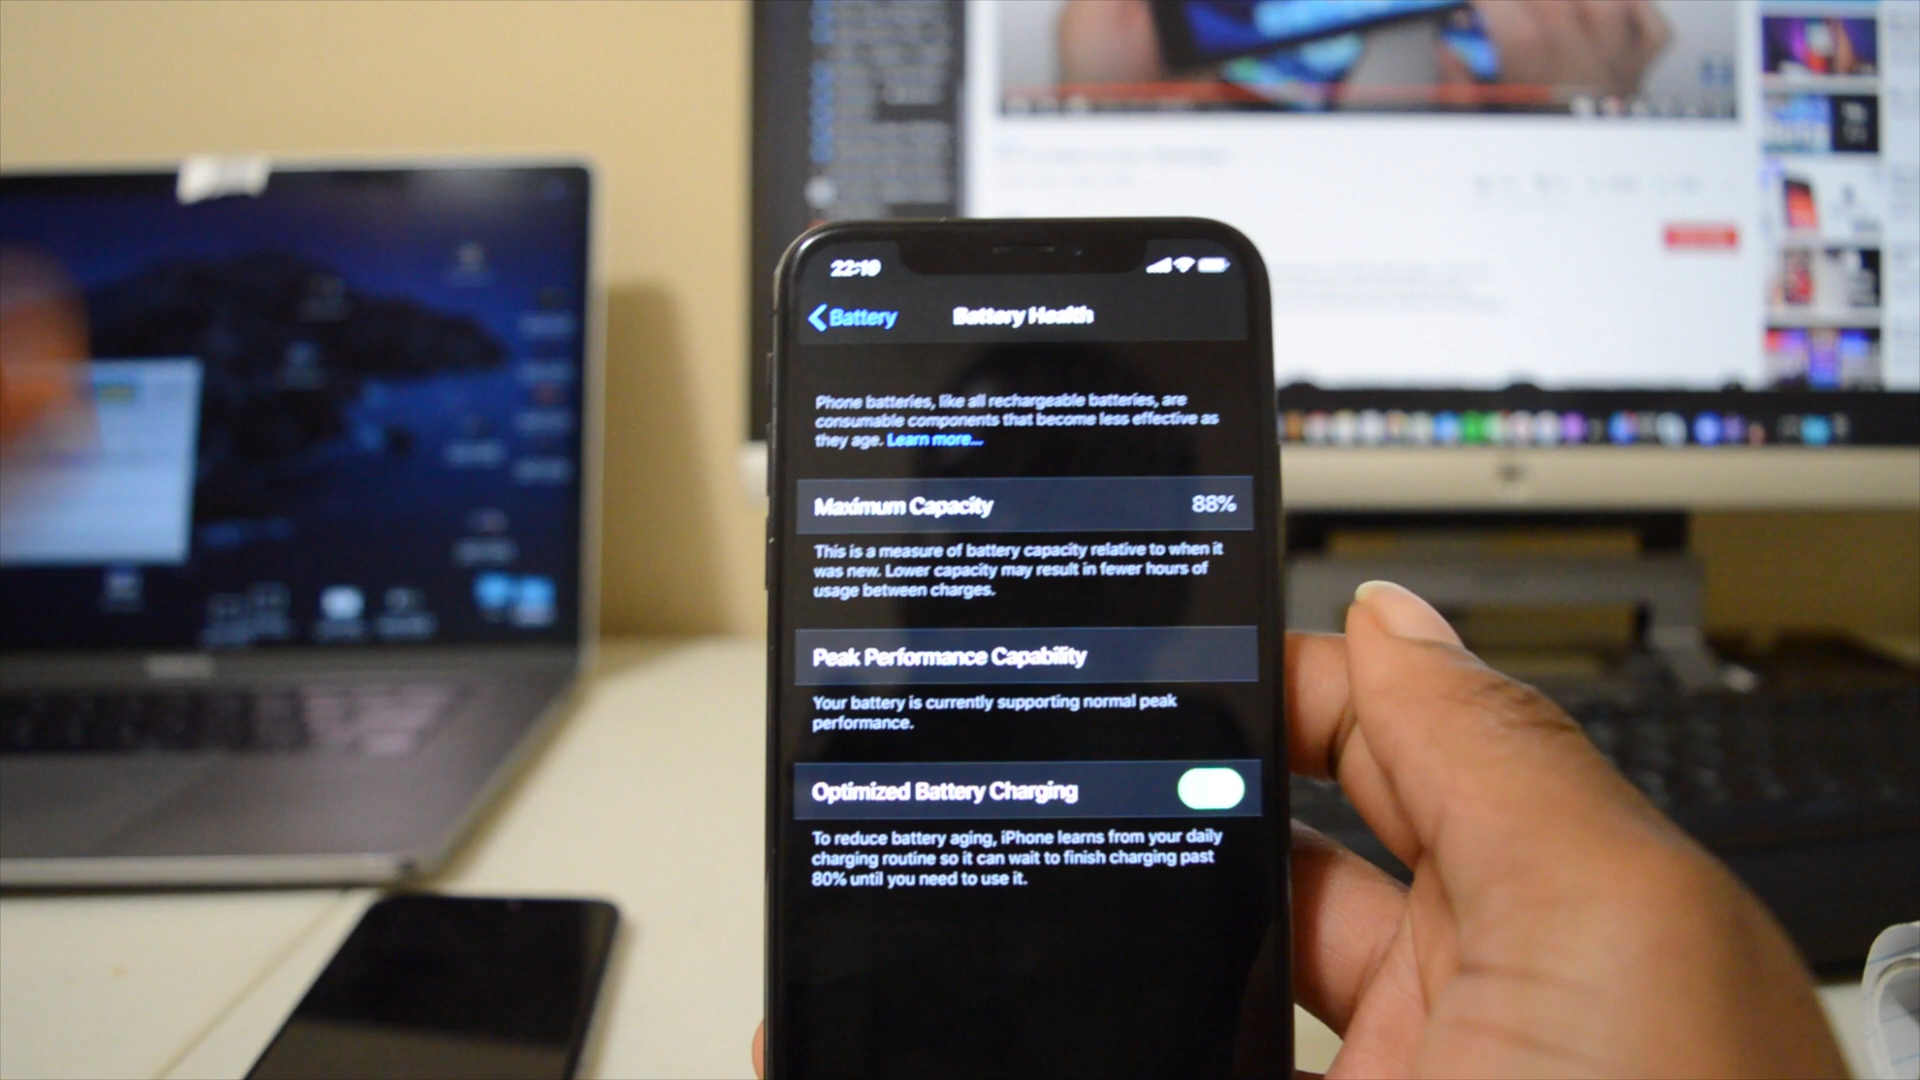 22:19
Battery
Battery Health
Phone batteries, like all rechargeable batteries, are
consumable components that become less effective as
they age. Learn more...
Maximum Capacity 88%
This is a measure of battery capacity relative to when it
was new. Lower capacity may result in fewer hours of
usage between charges.
Peak Performance Capability
Your battery is currently supporting normal peak
performance.
Optimized Battery Charging
To reduce battery aging, iPhone learns from your daily
charging routine so it can wait to finish charging past
80% until you need to use it.